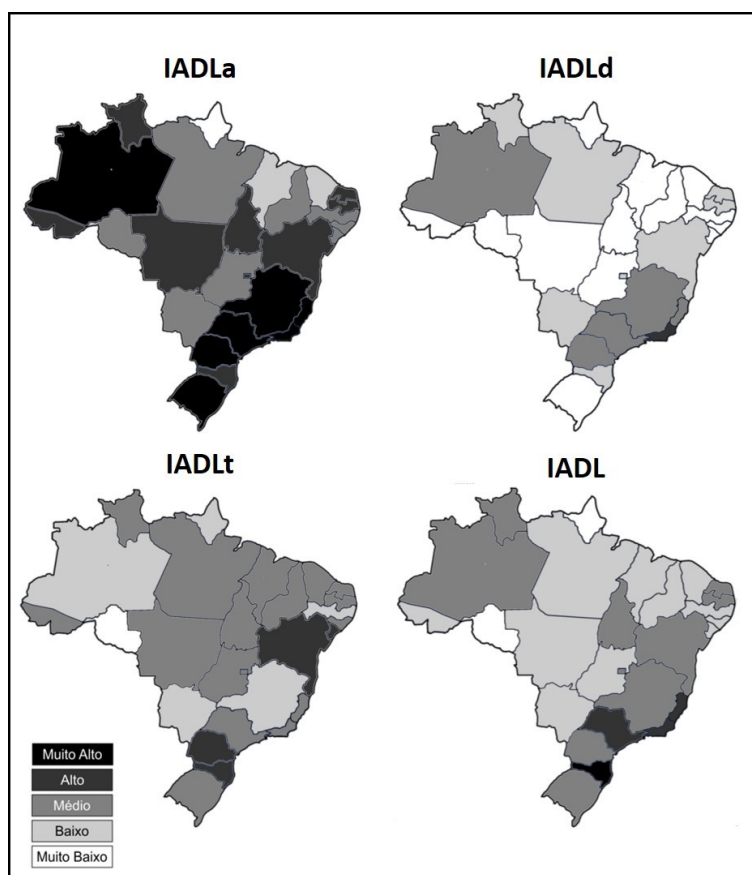 IADLa
IADLd
IADLt
IADL
Muito Alto
Alto
Médio
Baixo
Muito Baixo